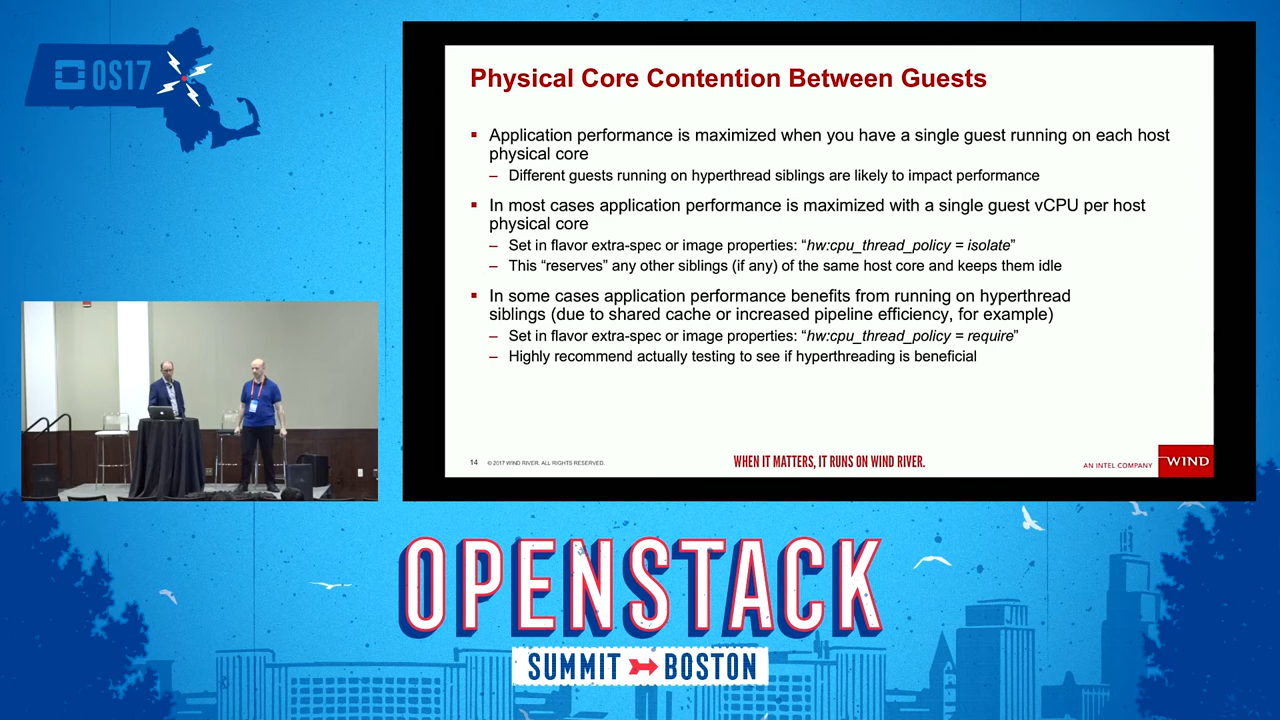 OS17
Physical Core Contention Between Guests
▪ Application performance is maximized when you have a single guest running on each host
physical core
– Different guests running on hyperthread siblings are likely to impact performance
▪ In most cases application performance is maximized with a single guest vCPU per host
physical core
– Set in flavor extra-spec or image properties: “hw:cpu_thread_policy = isolate”
– This “reserves” any other siblings (if any) of the same host core and keeps them idle
▪ In some cases application performance benefits from running on hyperthread
siblings (due to shared cache or increased pipeline efficiency, for example)
– Set in flavor extra-spec or image properties: “hw:cpu_thread_policy = require”
– Highly recommend actually testing to see if hyperthreading is beneficial
14 © 2017 WIND RIVER. ALL RIGHTS RESERVED. WHEN IT MATTERS, IT RUNS ON WIND RIVER. AN INTEL COMPANY WIND
OPENSTACK
SUMMIT BOSTON